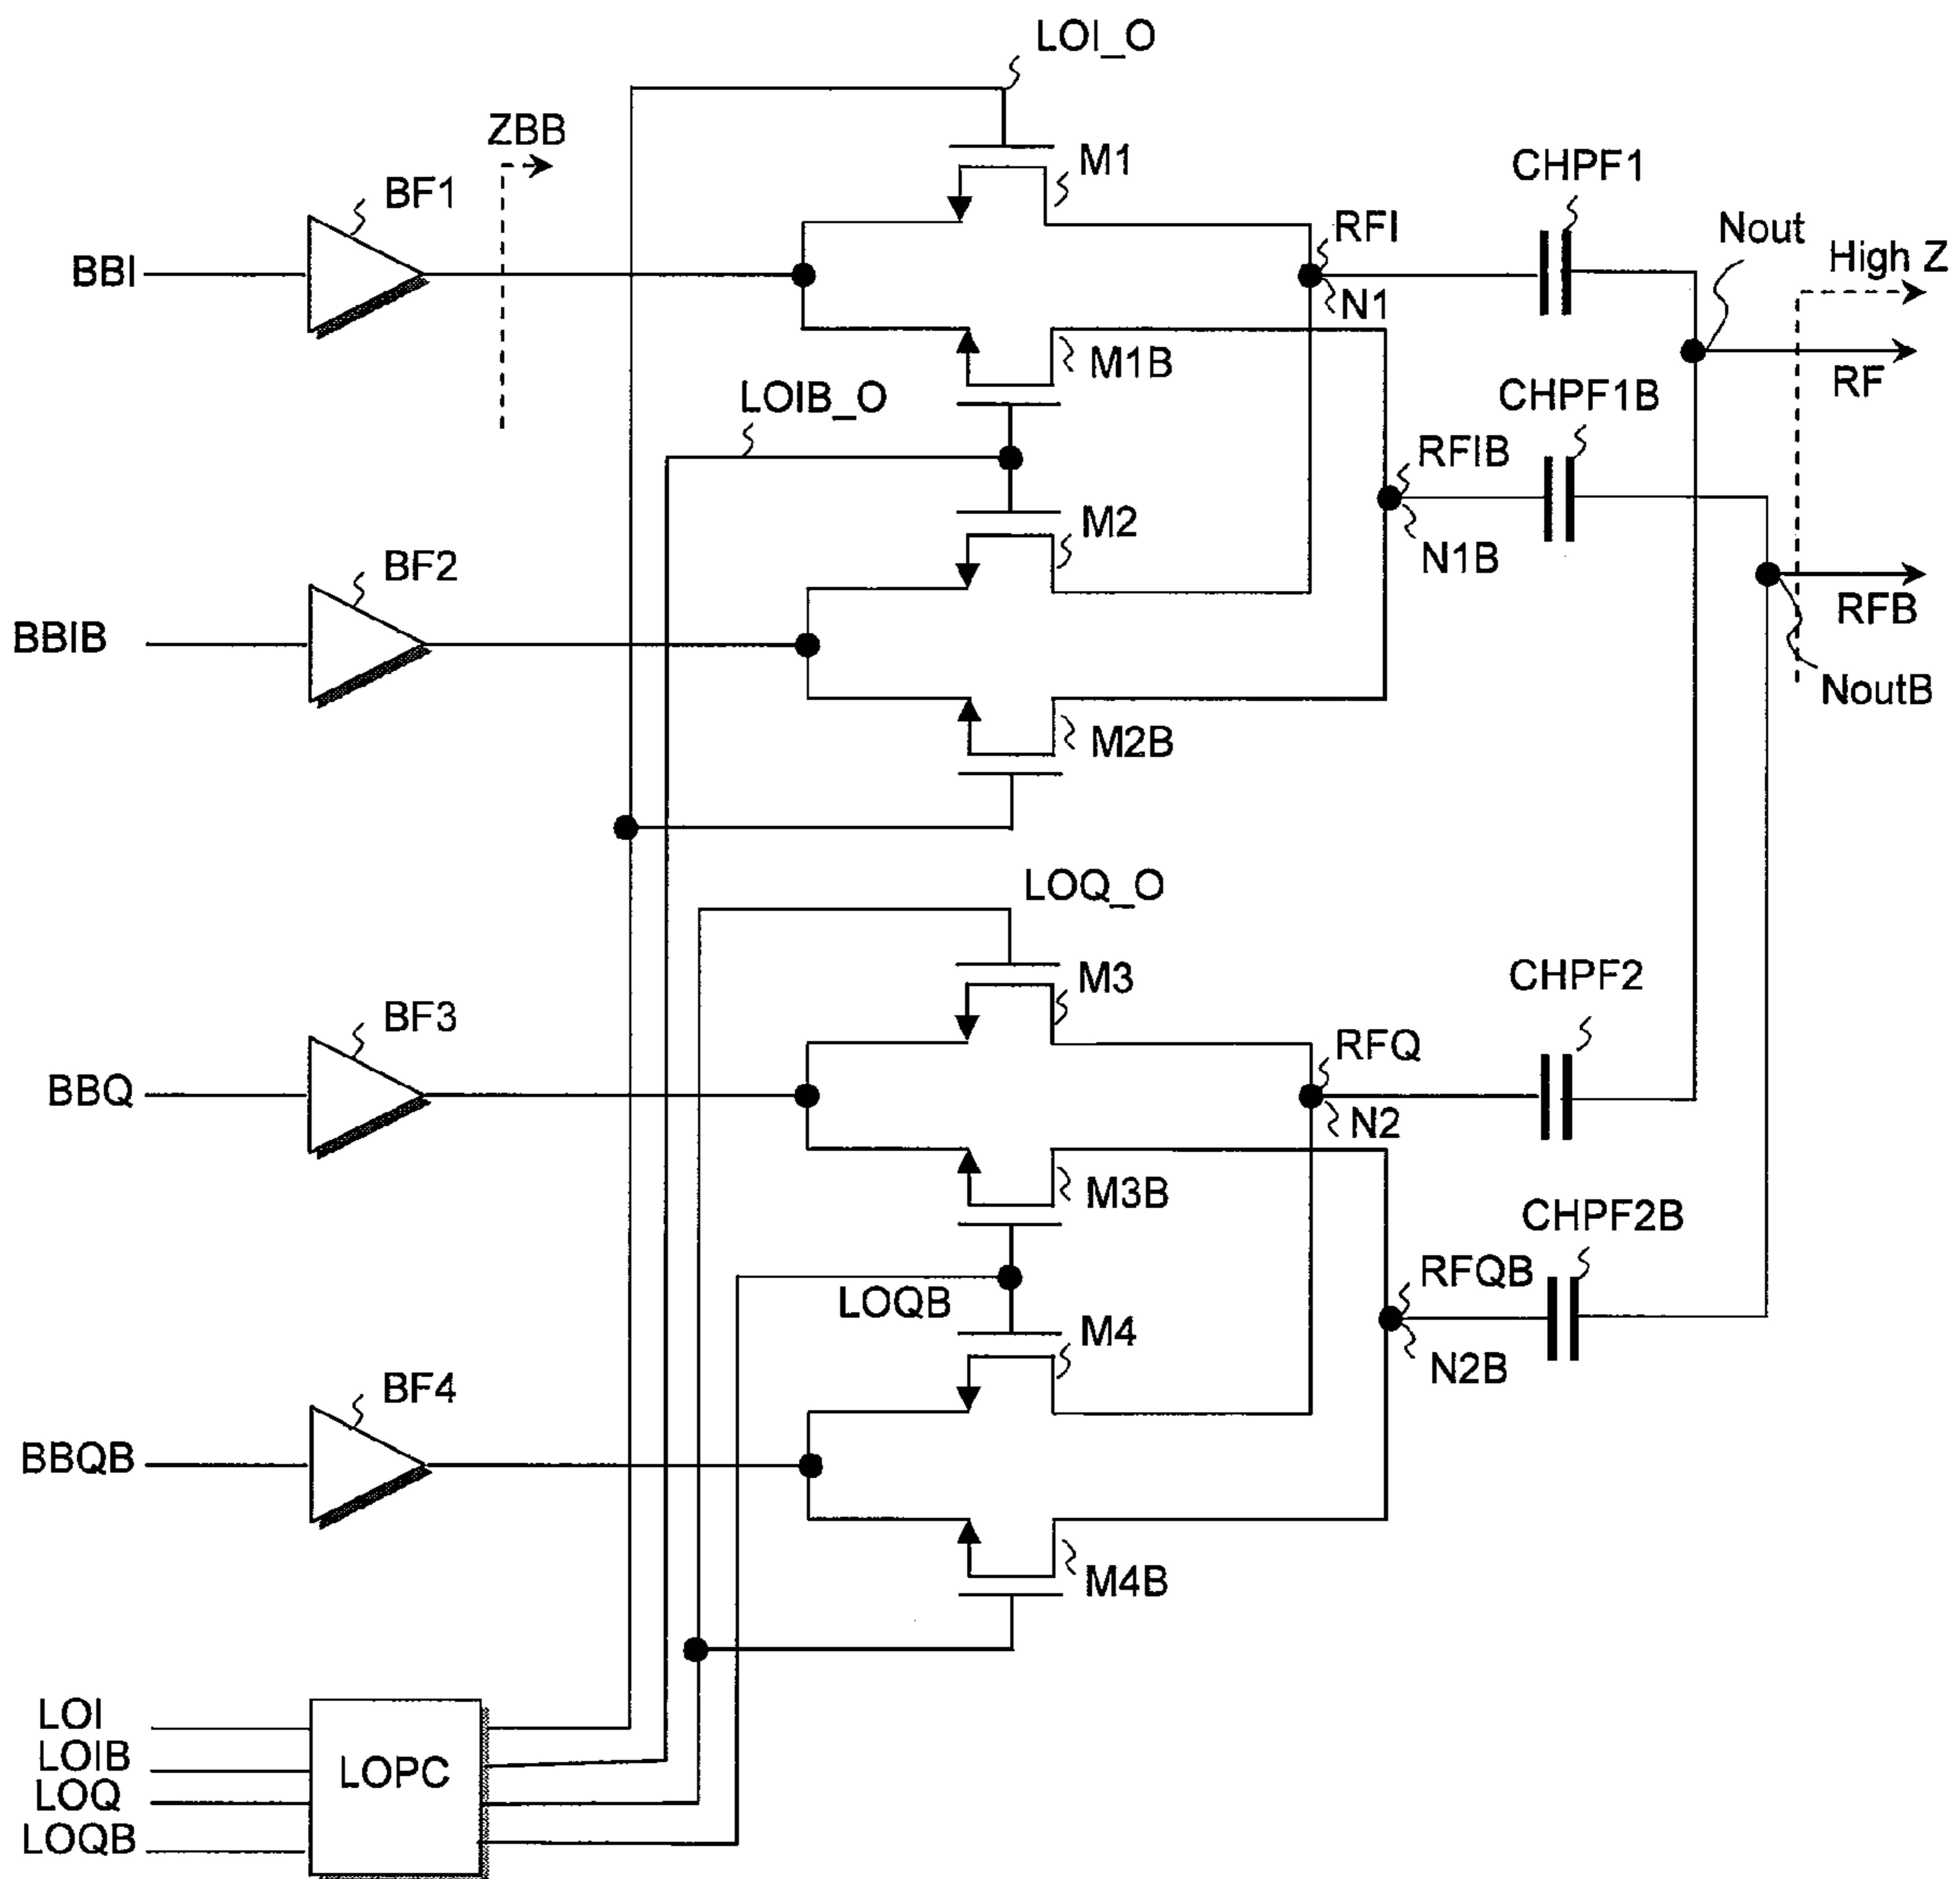 LOI_O
ZBB
M1
CHPF1
BF1
RFI
Nout
High Z
BBI
N1
M1B
RF
LOIB_O
CHPF1B
RFIB
M2
BF2
N1B
RFB
BBIB
NoutB
M2B
LOQ_O
M3
CHPF2
BF3
RFQ
BBQ
N2
M3B
CHPF2B
RFQB
LOQB
M4
N2B
BF4
BBQB
M4B
LOI
LOIB
LOPC
LOQ
LOQB